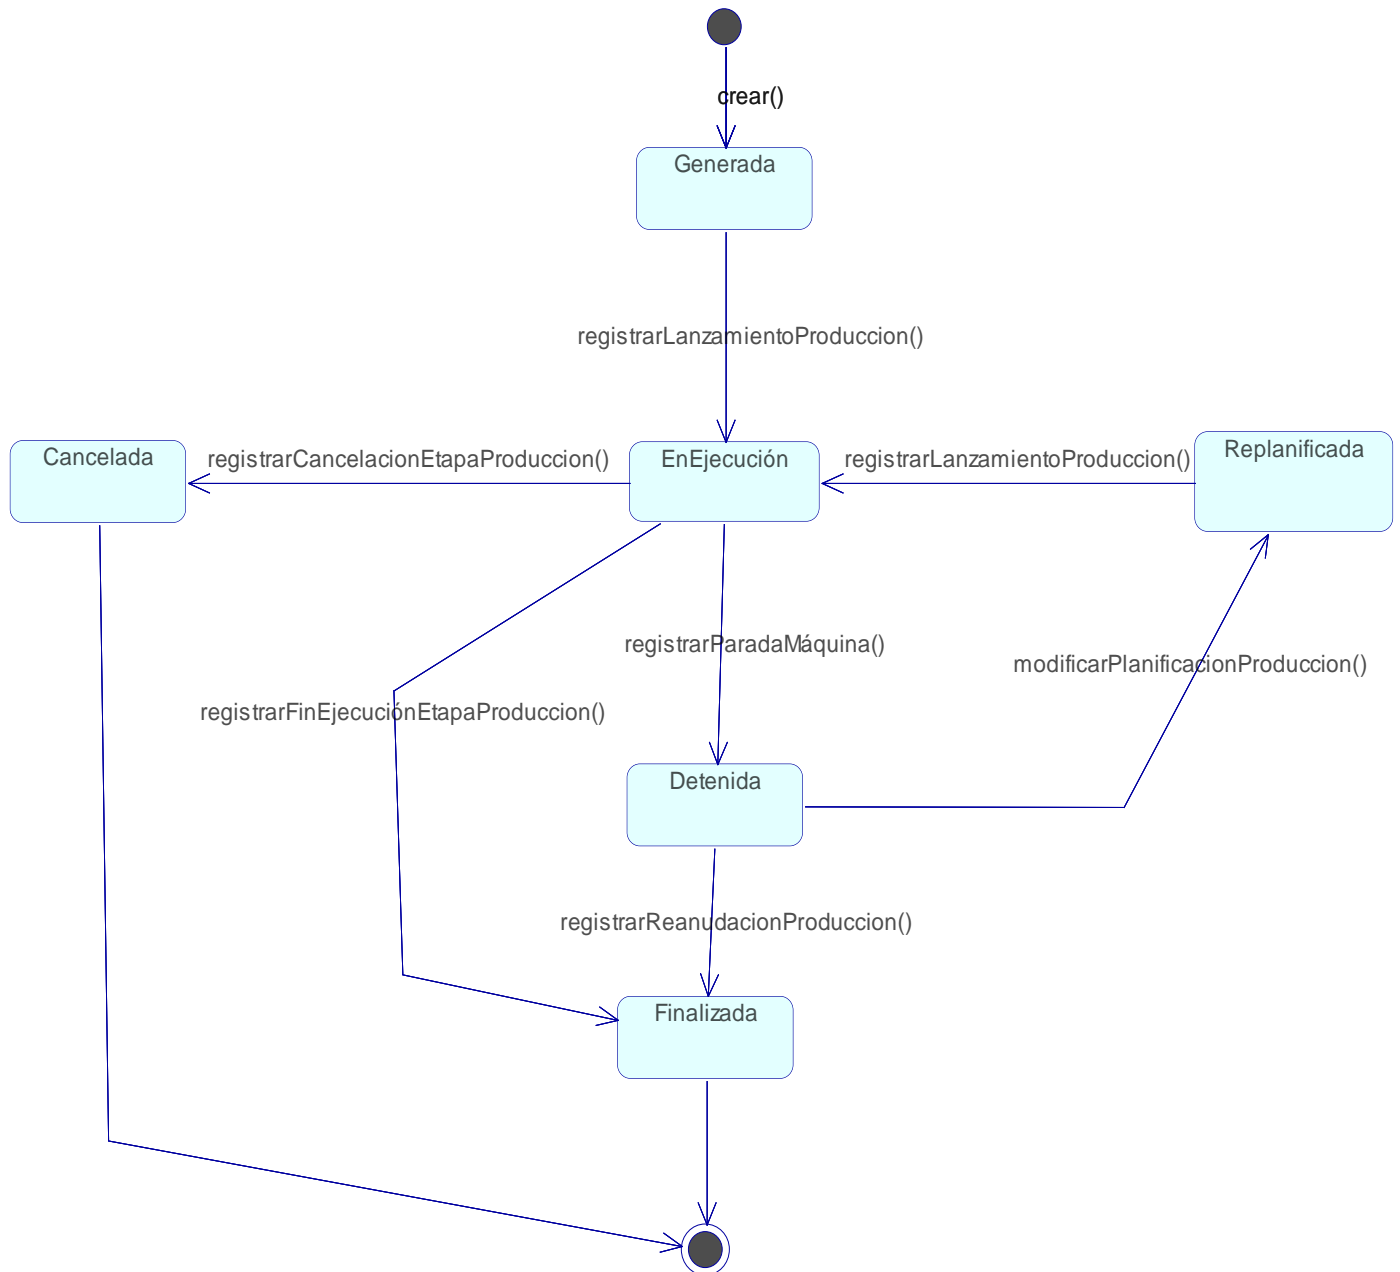 crear()
Generada
registrarLanzamientoProduccion()
Cancelada
registrarCancelacionEtapaProduccion()
EnEjecución
registrarLanzamientoProduccion()
Replanificada
registrarParadaMáquina()
modificarPlanificacionProduccion()
registrarFinEjecuciónEtapaProduccion()
Detenida
registrarReanudacionProduccion()
Finalizada